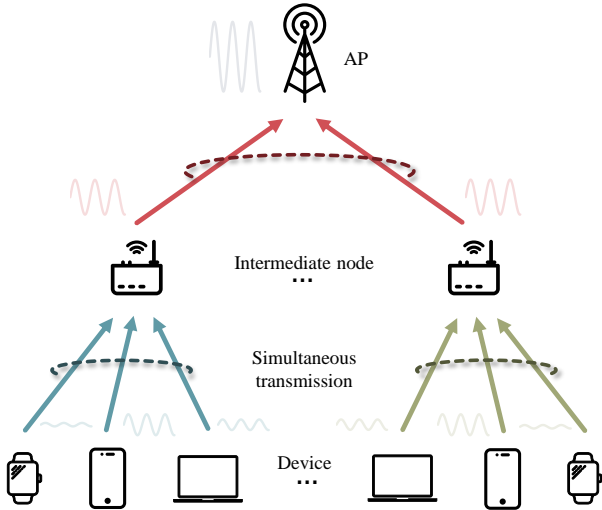 AP
Intermediate node
...
Simultaneous
transmission
Device
...